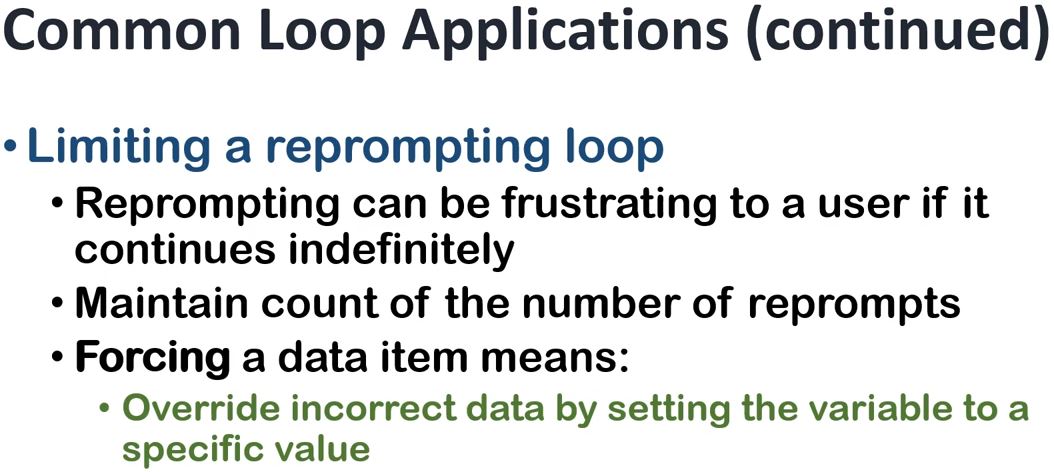 Common Loop Applications (continued)
• Limiting a reprompting loop
• Reprompting can be frustrating to a user if it
continues indefinitely
• Maintain count of the number of reprompts
• Forcing a data item means:
• Override incorrect data by setting the variable to a
specific value